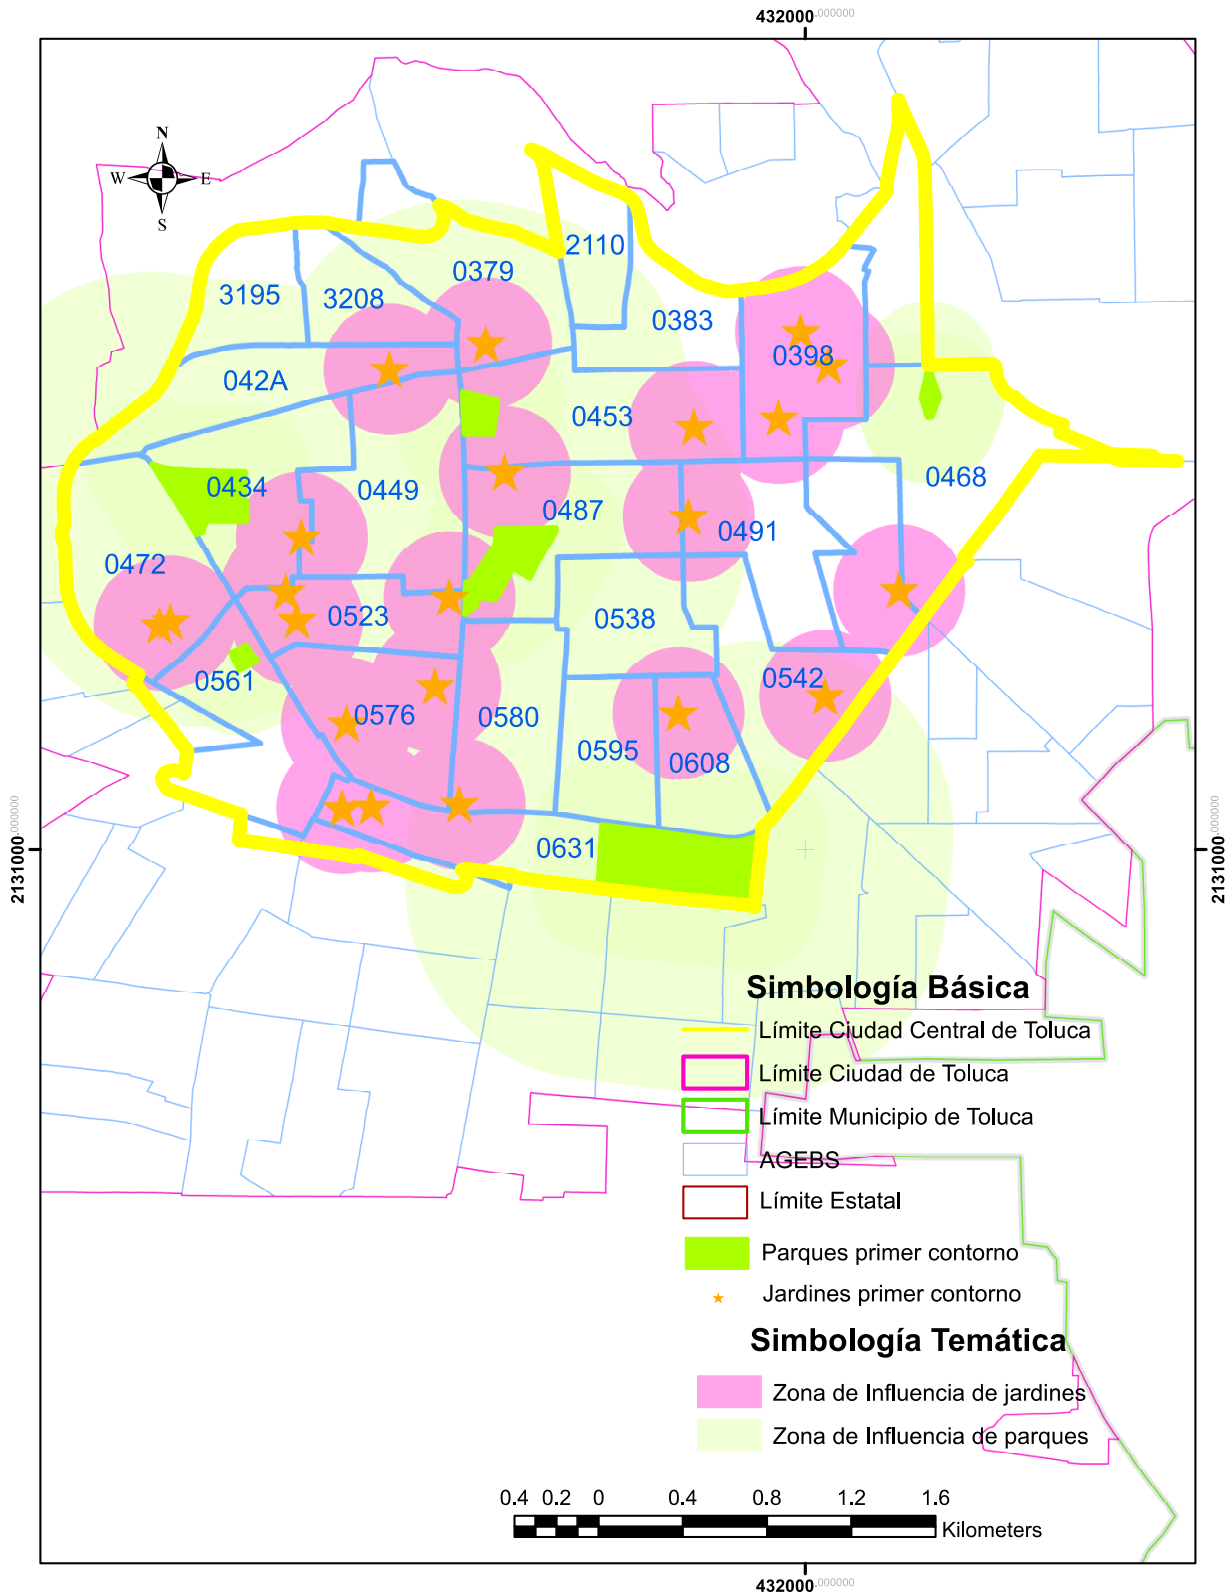 432000.000000
N
W
E
S
2110
0379
3195
3208
0383
0398
042A
0453
0468
0434
0449
0487
0491
0472
0523
0538
0561
0542
0576
0580
0595
0608
0631
2131000.000000
2131000.000000
Simbología Básica
Límite Ciudad Central de Toluca
Límite Ciudad de Toluca
Límite Municipio de Toluca
AGEBS
Límite Estatal
Parques primer contorno
Jardines primer contorno
Simbología Temática
Zona de Influencia de jardines
Zona de Influencia de parques
0.4 0.2 0 0.4 0.8 1.2 1.6
Kilometers
432000.000000